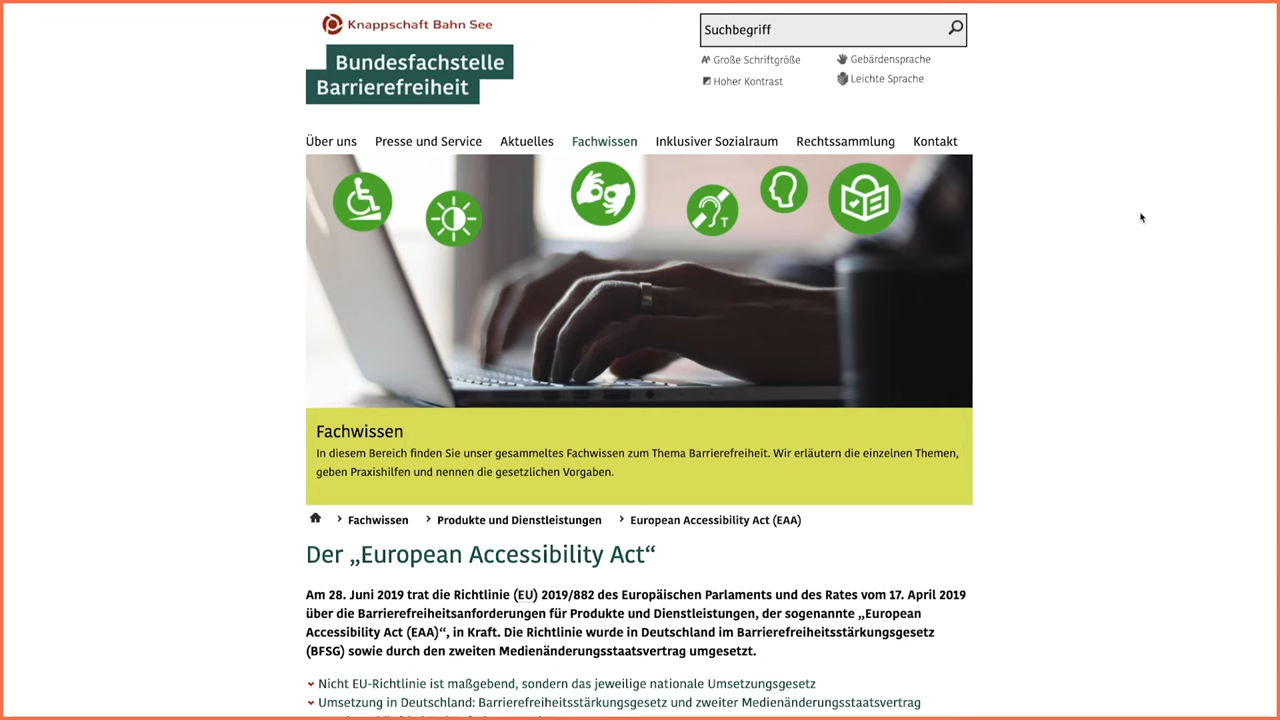 Knappschaft Bahn See
Bundesfachstelle
Barrierefreiheit
Suchbegriff
Große Schriftgröße
Gebärdensprache
Hoher Kontrast
Leichte Sprache
Über uns Presse und Service Aktuelles Fachwissen Inklusiver Sozialraum Rechtssammlung Kontakt
T
Fachwissen
In diesem Bereich finden Sie unser gesammeltes Fachwissen zum Thema Barrierefreiheit. Wir erläutern die einzelnen Themen,
geben Praxishilfen und nennen die gesetzlichen Vorgaben.
Fachwissen Produkte und Dienstleistungen European Accessibility Act (EAA)
Der „European Accessibility Act“
Am 28. Juni 2019 trat die Richtlinie (EU) 2019/882 des Europäischen Parlaments und des Rates vom 17. April 2019
über die Barrierefreiheitsanforderungen für Produkte und Dienstleistungen, der sogenannte „European
Accessibility Act (EAA)“, in Kraft. Die Richtlinie wurde in Deutschland im Barrierefreiheitsstärkungsgesetz
(BFSG) sowie durch den zweiten Medienänderungsstaatsvertrag umgesetzt.
Nicht EU-Richtlinie ist maßgebend, sondern das jeweilige nationale Umsetzungsgesetz
Umsetzung in Deutschland: Barrierefreiheitsstärkungsgesetz und zweiter Medienänderungsstaatsvertrag